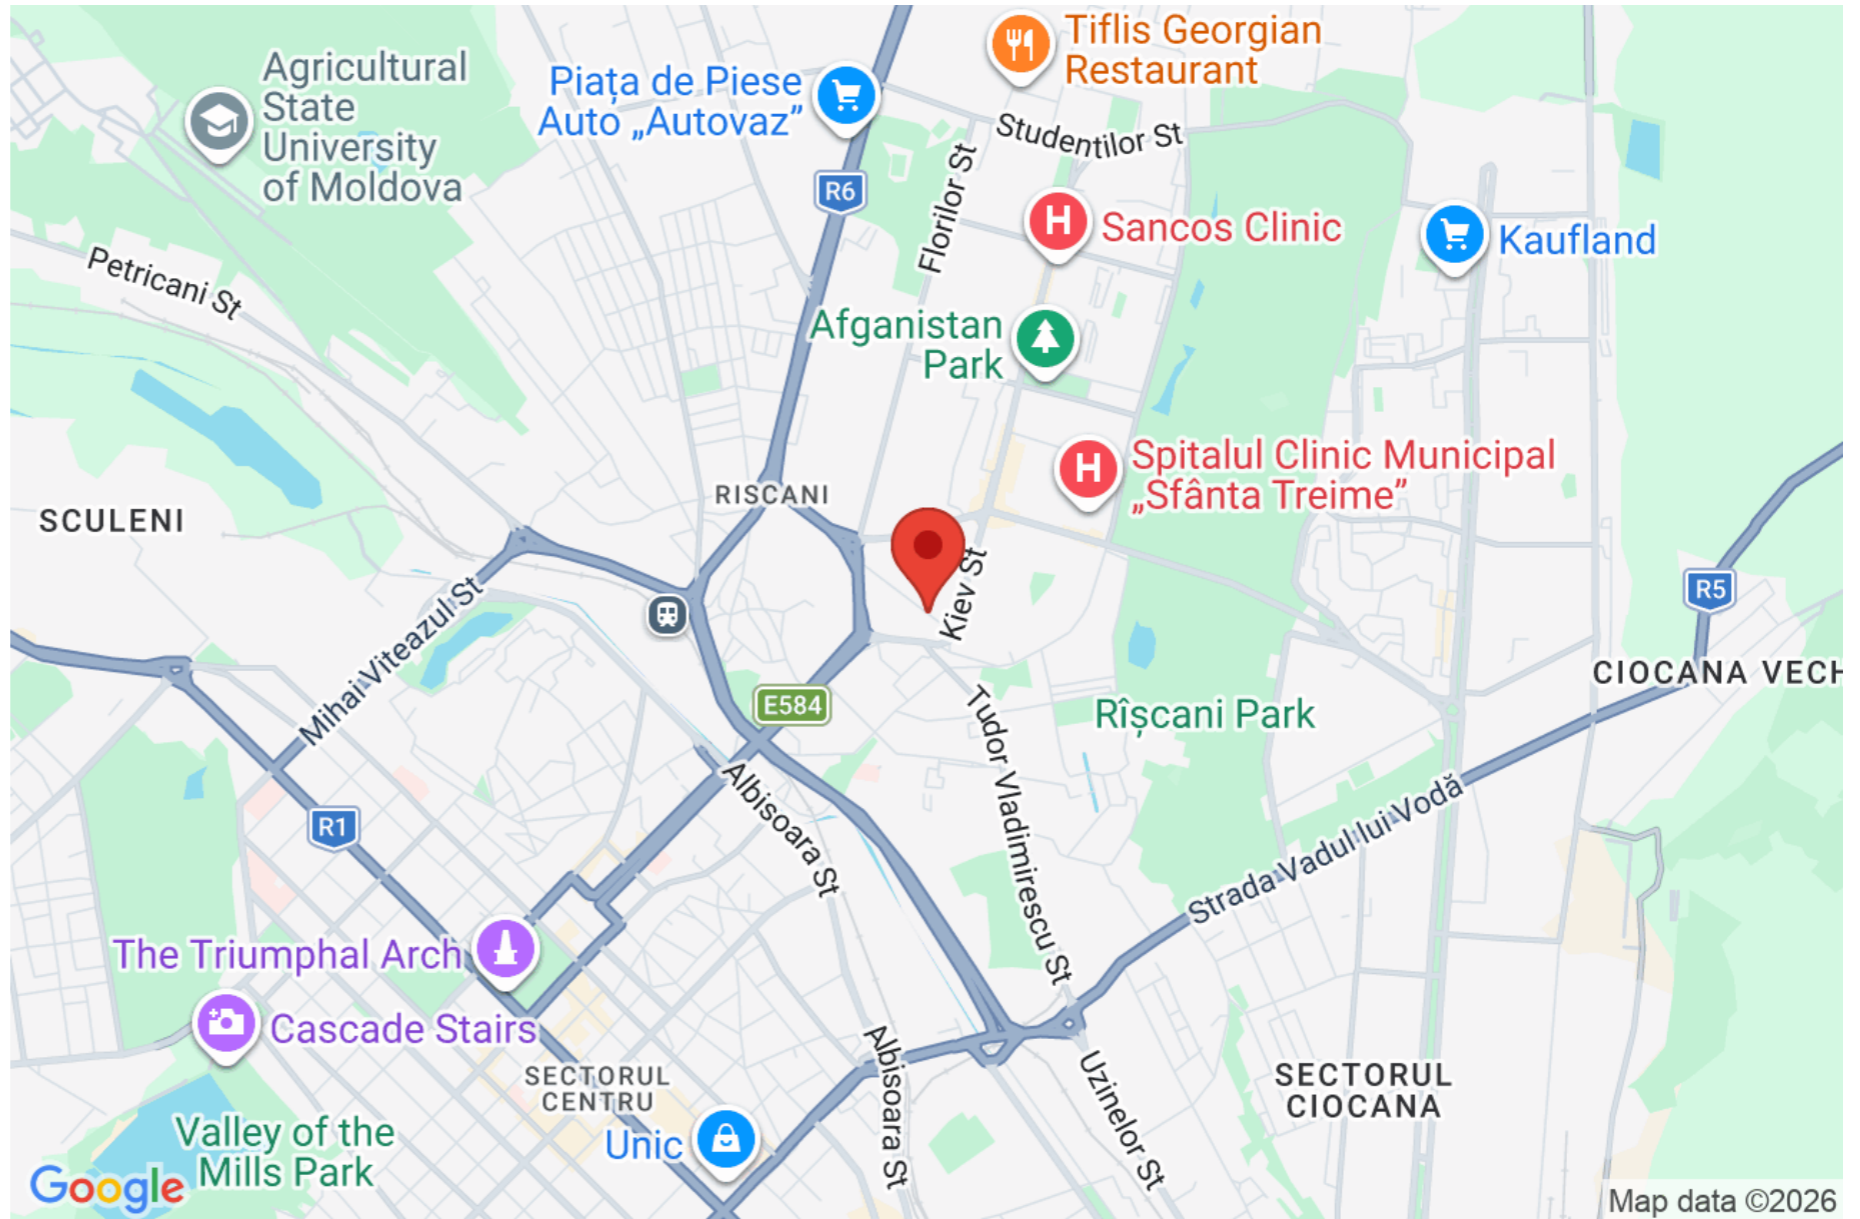 Tiflis Georgian
Restaurant
Agricultural
State
University
of Moldova
Piața de Piese
Auto „Autovaz”
Studentilor St
R6
Florilor St
Sancos Clinic
Kaufland
Petricani St
Afganistan
Park
Spitalul Clinic Municipal
„Sfânta Treime”
RISCANI
SCULENI
Kiev St
R5
Mihai Viteazul St
CIOCANA VECH
E584
Tudor Vladimirescu St
Rîșcani Park
Albisoara St
R1
Strada Vadul lui Vodă
The Triumphal Arch
Cascade Stairs
Albisoara St
Uzinelor St
SECTORUL
CENTRU
SECTORUL
CIOCANA
Valley of the
Mills Park
Unic
Google
Map data ©2026